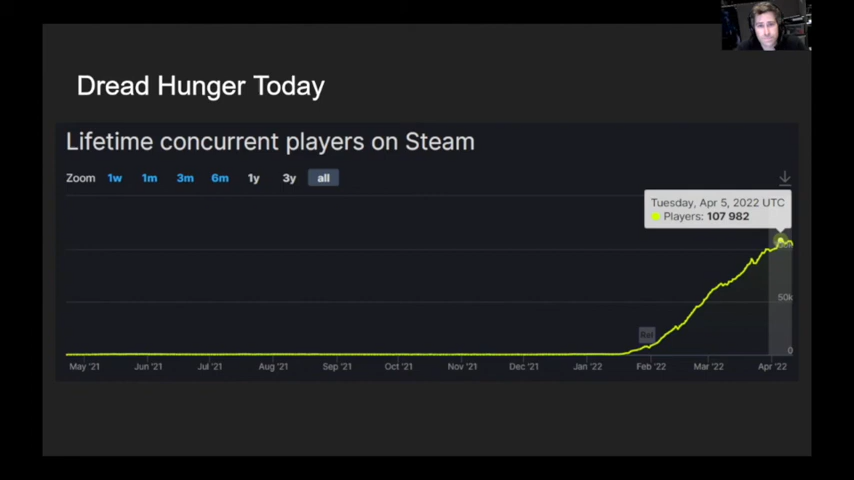 Dread Hunger Today
Lifetime concurrent players on Steam
Zoom 1w 1m 3m 6m 1y 3y all
Tuesday, Apr 5, 2022 UTC
Players: 107 982
50k
0
May '21 Jun '21 Jul '21 Aug '21 Sep '21 Oct '21 Nov '21 Dec '21 Jan '22 Feb '22 Mar '22 Apr '22